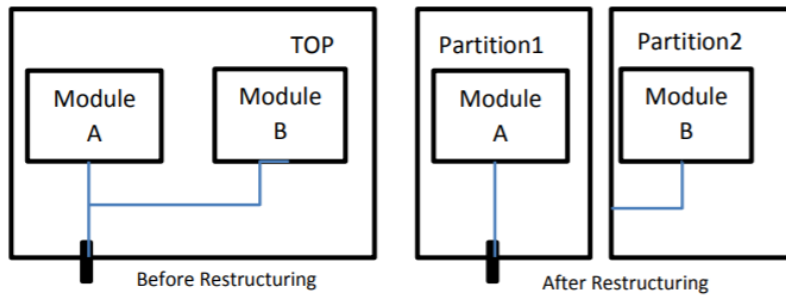 TOP
Module
A
Module
B
Before Restructuring
Partition1
Module
A
Partition2
Module
B
After Restructuring